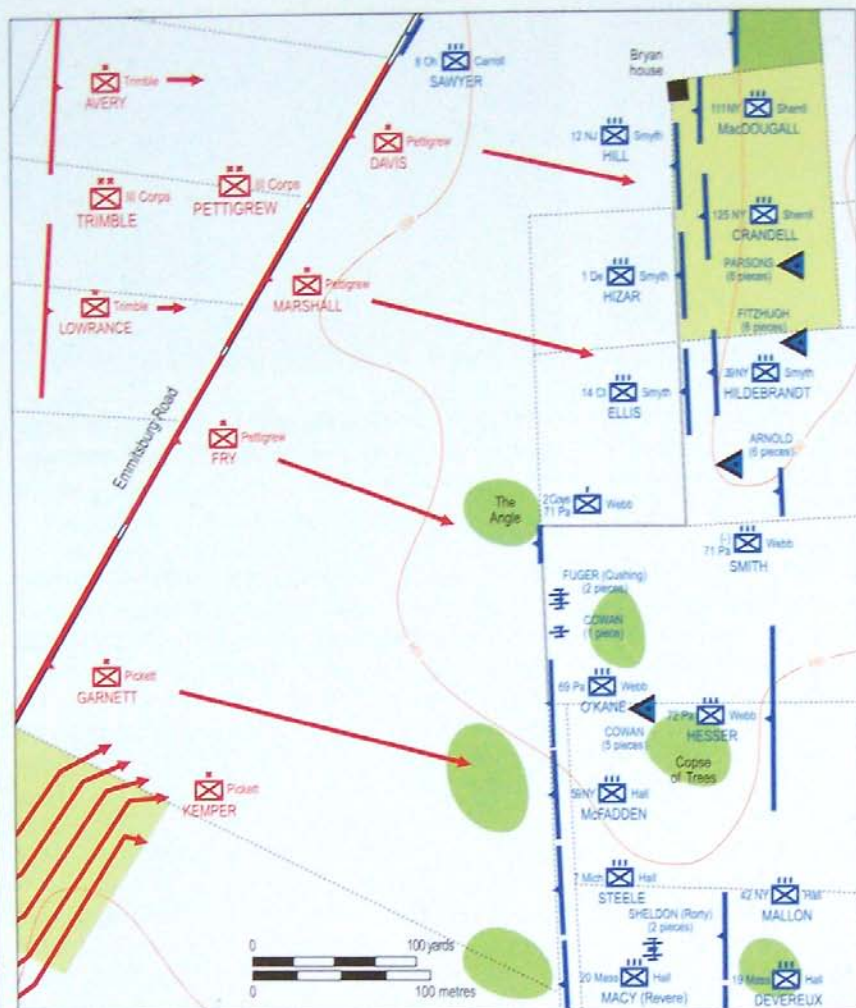 8 Oh Carroll
SAWYER
Bryan
house
Trimble
AVERY
111 NY Sherrill
MacDOUGALL
Pettigrew
DAVIS
12 NJ Smyth
HILL
III Corps
TRIMBLE
III Corps
PETTIGREW
125 NY Sherrill
CRANDELL
PARSONS
(6 pieces)
Pettigrew
MARSHALL
1 De Smyth
HIZAR
Trimble
LOWRANCE
FITZHUGH
(6 pieces)
39 NY Smyth
HILDEBRANDT
14 Ct Smyth
ELLIS
Emmitsburg Road
Pettigrew
FRY
ARNOLD
(6 pieces)
The
Angle
2 Coys
71 Pa Webb
(-)
71 Pa Webb
SMITH
FUGER (Cushing)
(2 pieces)
COWAN
(1 piece)
Pickett
GARNETT
69 Pa Webb
O'KANE
72 Pa Webb
HESSER
COWAN
(5 pieces)
Copse
of Trees
Pickett
KEMPER
59 NY Hall
McFADDEN
7 Mich Hall
STEELE
42 NY Hall
MALLON
SHELDON (Rorty)
(2 pieces)
0 100 yards
0 100 metres
20 Mass Hall
MACY (Revere)
19 Mass Hall
DEVEREUX